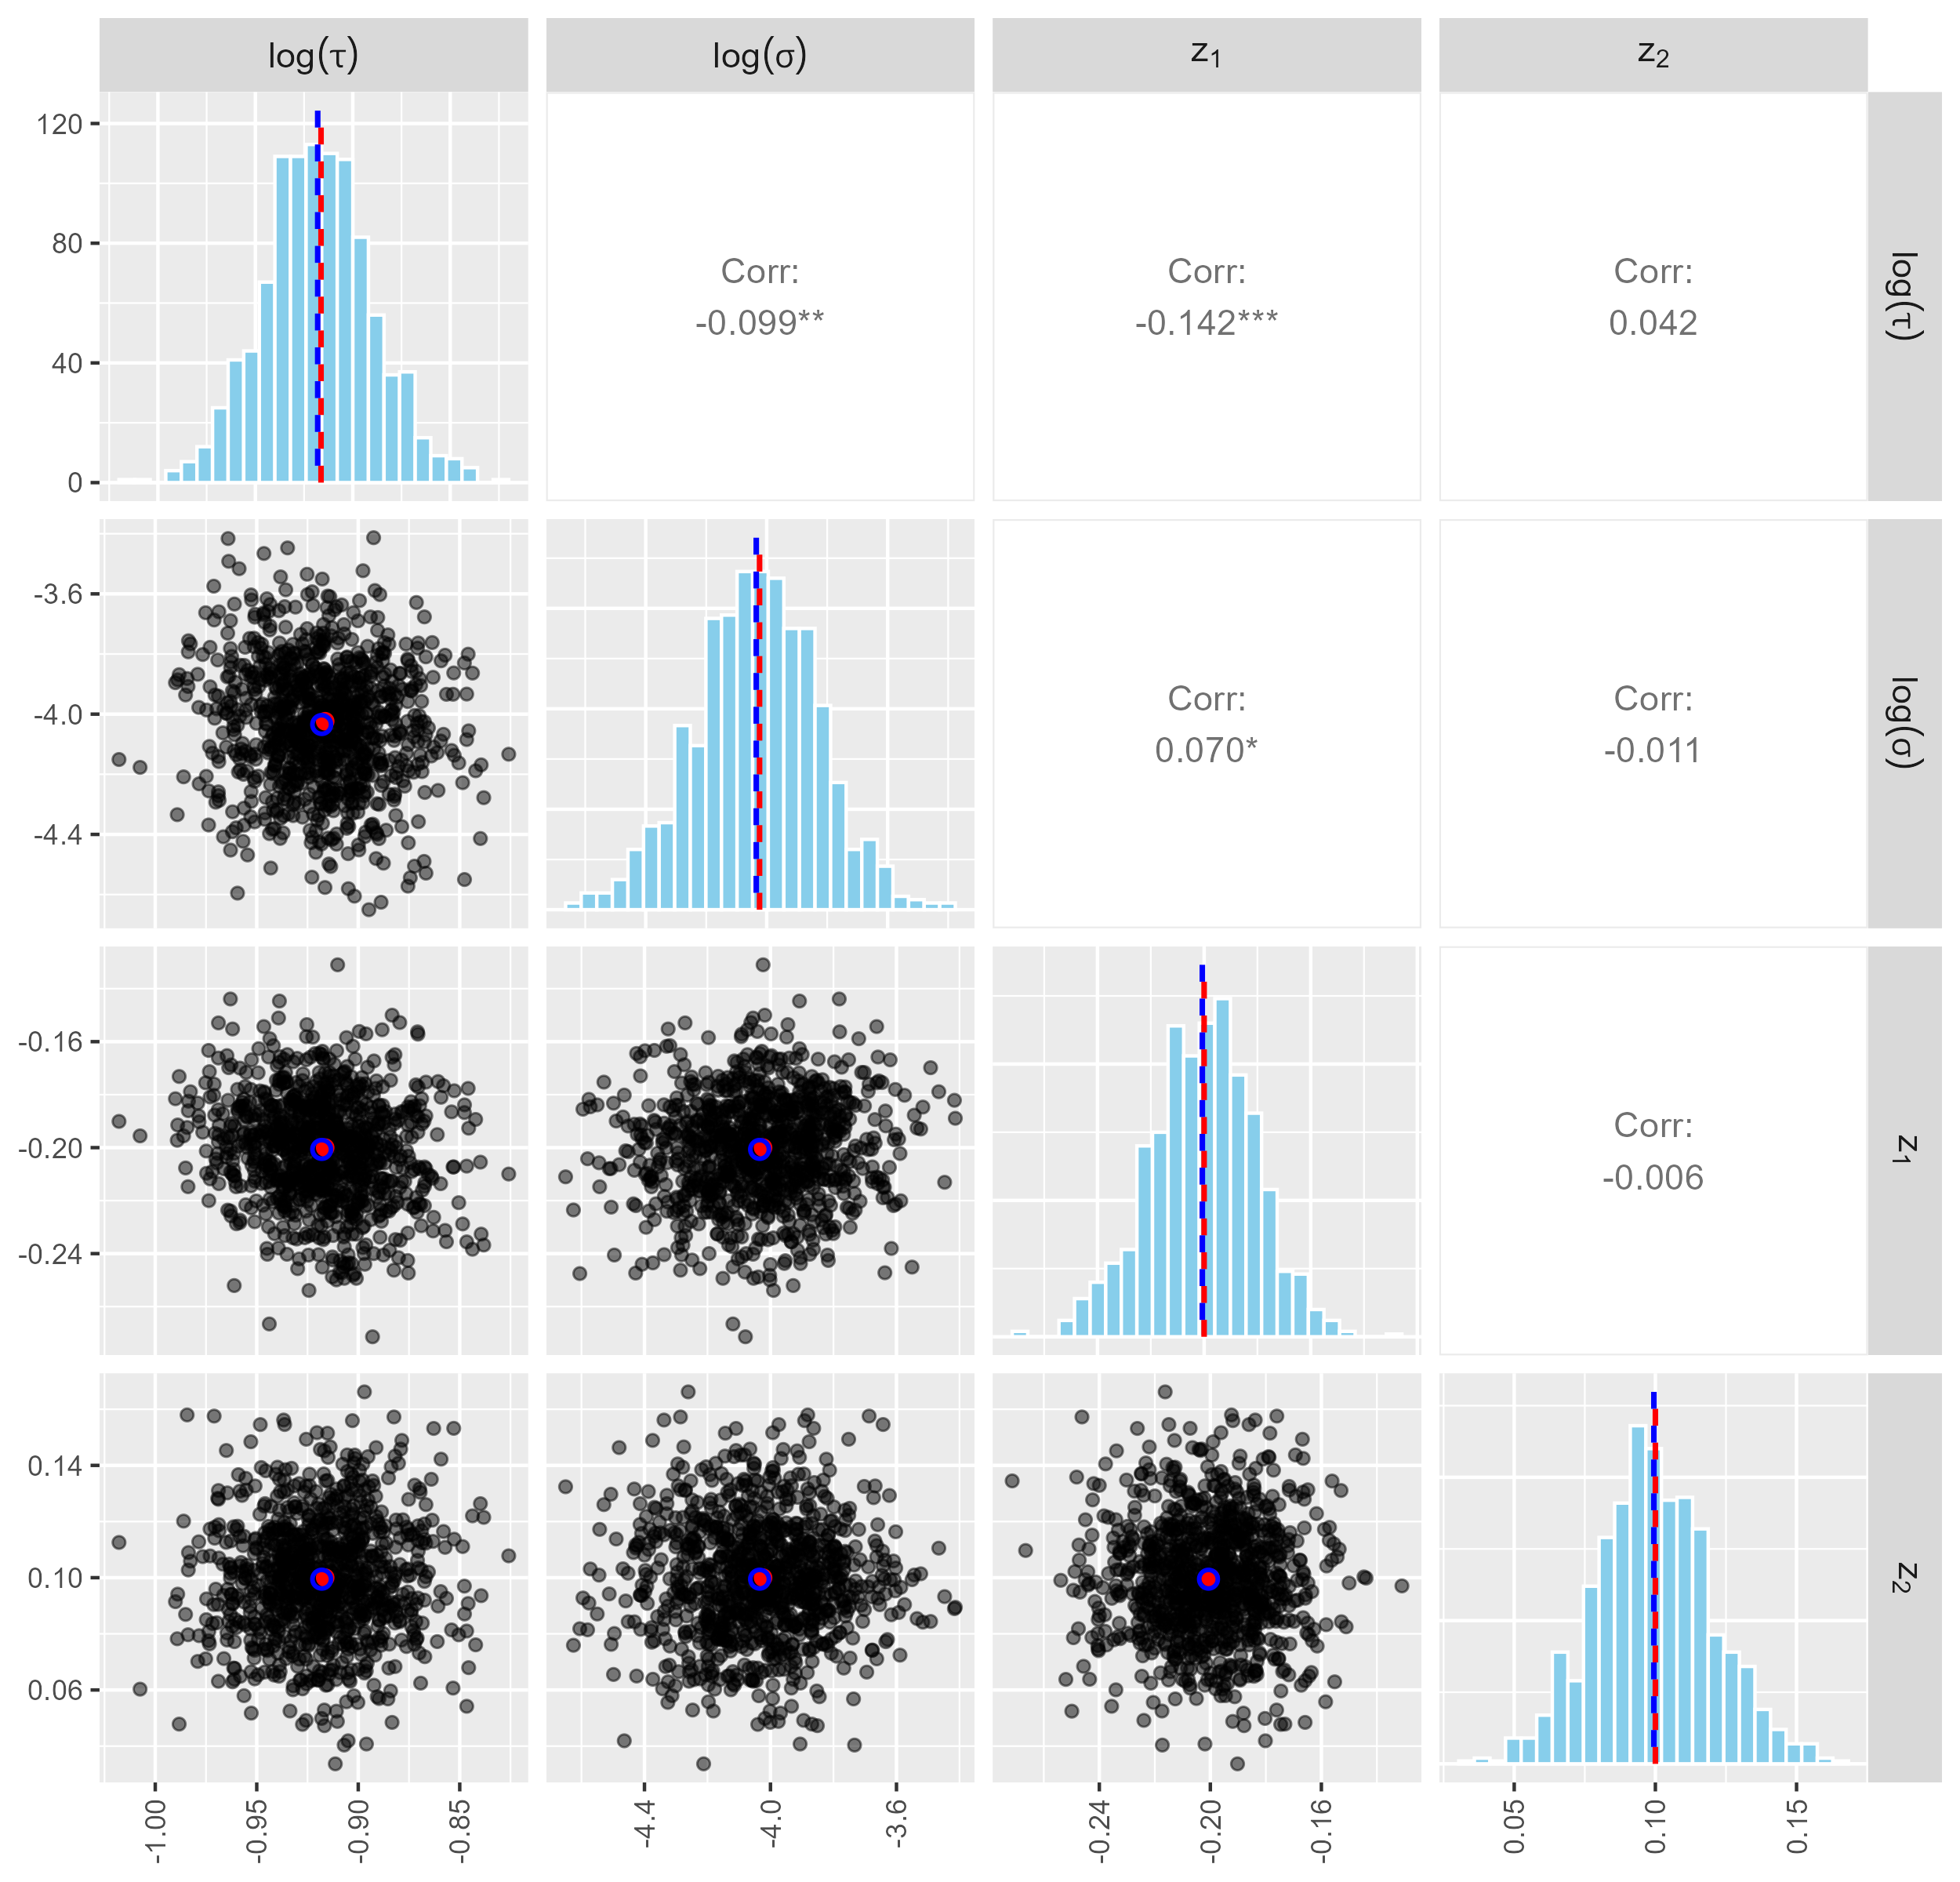 log(τ) log(σ) z₁ z₂
120
80
40
0
Corr:
-0.099**
Corr:
-0.142***
Corr:
0.042
log(τ)
-3.6
-4.0
-4.4
Corr:
0.070*
Corr:
-0.011
log(σ)
-0.16
-0.20
-0.24
Corr:
-0.006
z₁
0.14
0.10
0.06
z₂
-1.00 -0.95 -0.90 -0.85 -4.4 -4.0 -3.6 -0.24 -0.20 -0.16 0.05 0.10 0.15